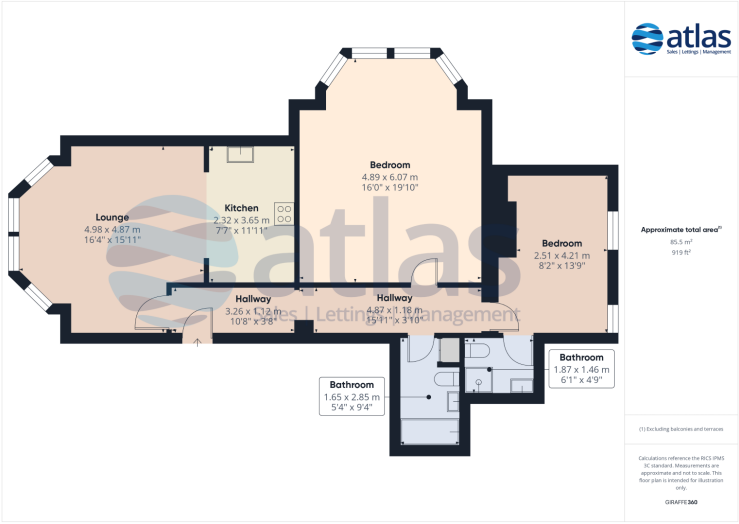 Bedroom
4.89 x 6.07 m
16'0" x 19'10"
Lounge
4.98 x 4.87 m
16'4" x 15'11"
Kitchen
2.32 x 3.65 m
7'7" x 11'11"
Bedroom
2.51 x 4.21 m
8'2" x 13'9"
Hallway
3.26 x 1.12 m
10'8" x 3'8"
Hallway
4.87 x 1.18 m
15'11" x 3'10"
Bathroom
1.65 x 2.85 m
5'4" x 9'4"
Bathroom
1.87 x 1.46 m
6'1" x 4'9"
atlas
Sales | Lettings | Management
atlas
Sales | Lettings | Management
Approximate total area(1)
85.5 m²
919 ft²
(1) Excluding balconies and terraces
Calculations reference the RICS IPMS
3C standard. Measurements are
approximate and not to scale. This
floor plan is intended for illustration
only.
GIRAFFE360